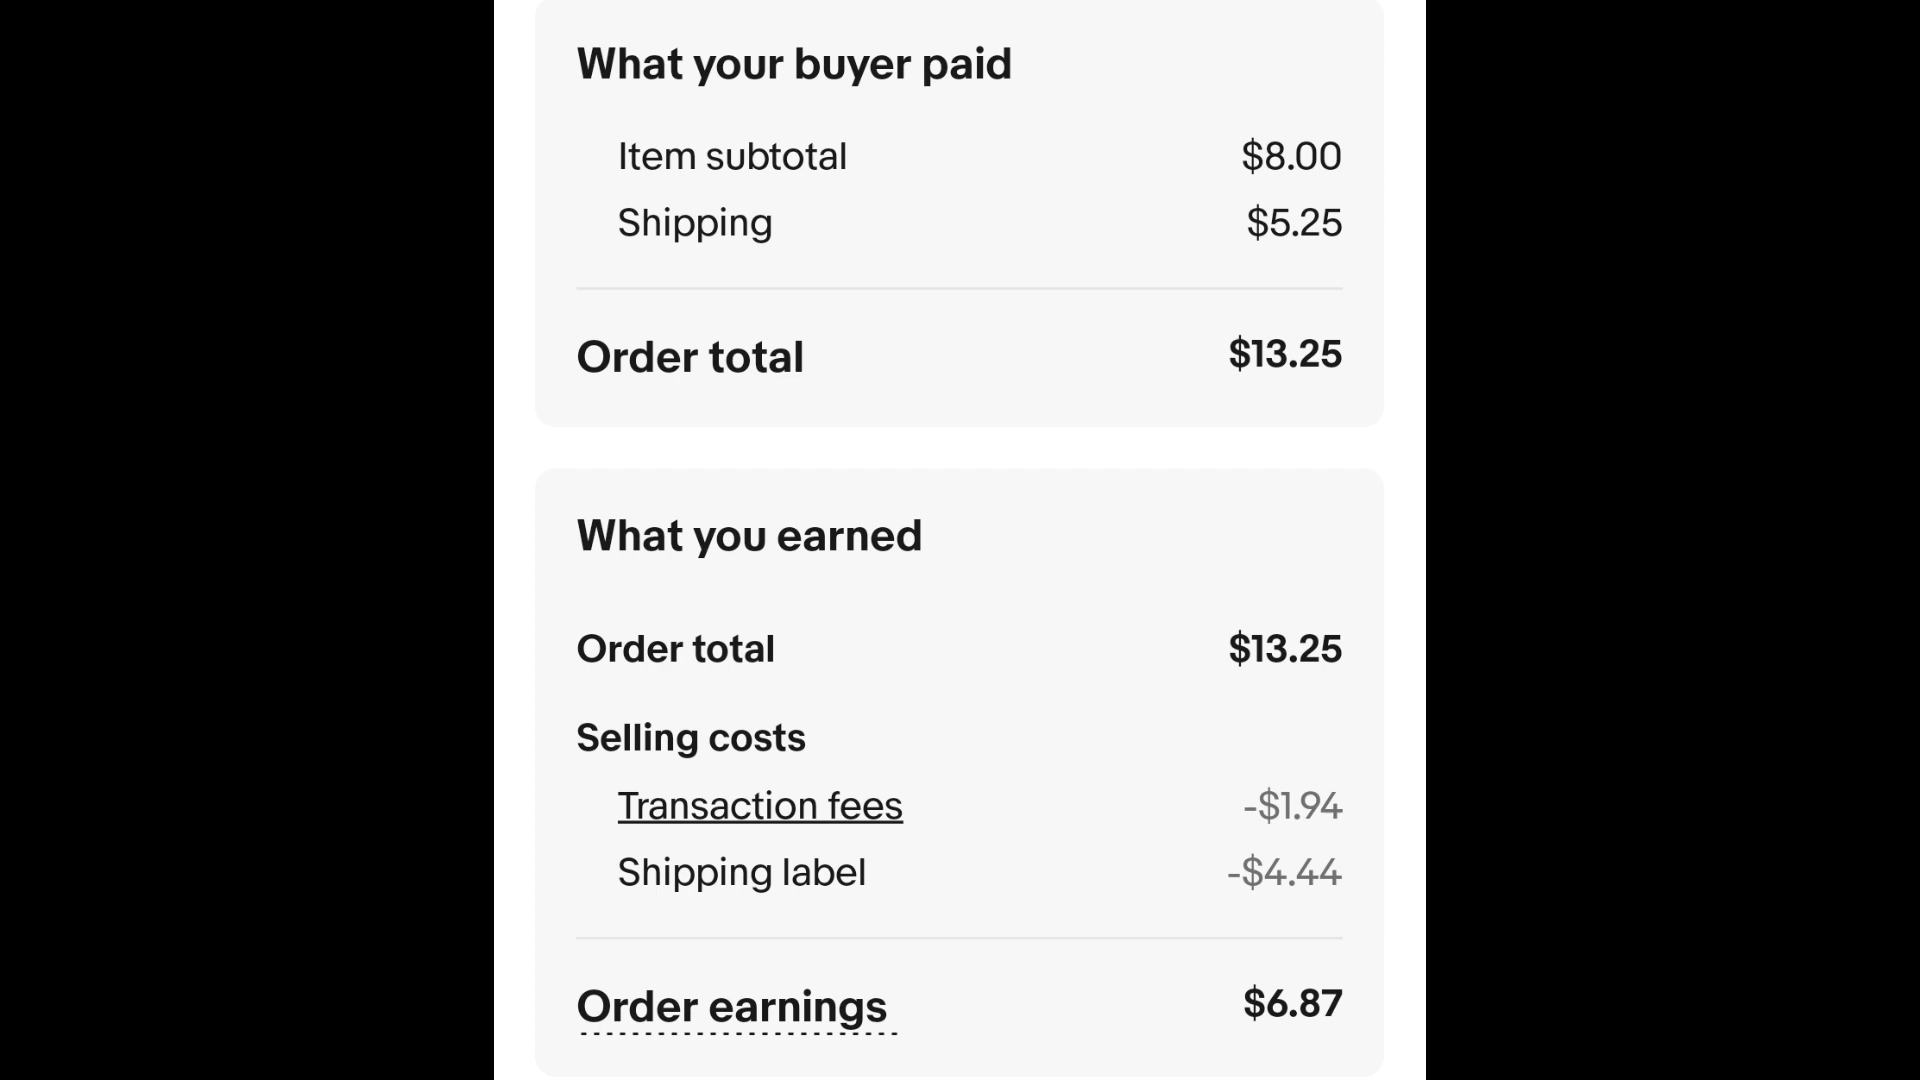 What your buyer paid
Item subtotal $8.00
Shipping $5.25
Order total $13.25
What you earned
Order total $13.25
Selling costs
Transaction fees -$1.94
Shipping label -$4.44
Order earnings $6.87